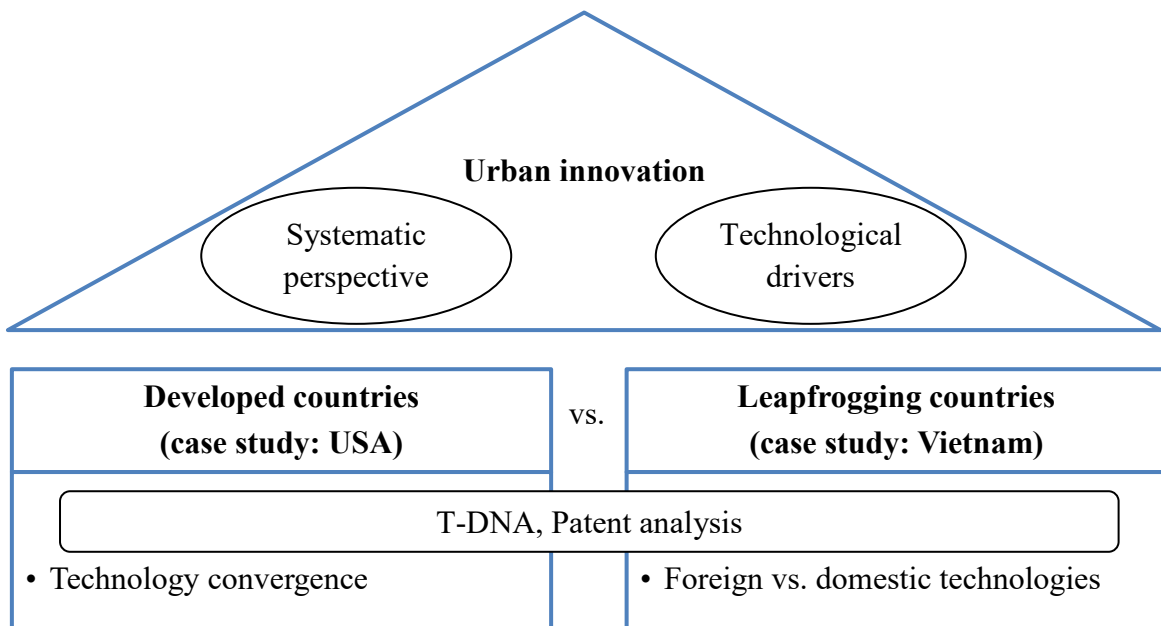 Urban innovation
Systematic
perspective
Technological
drivers
Developed countries
(case study: USA)
vs.
Leapfrogging countries
(case study: Vietnam)
T-DNA, Patent analysis
• Technology convergence
• Foreign vs. domestic technologies